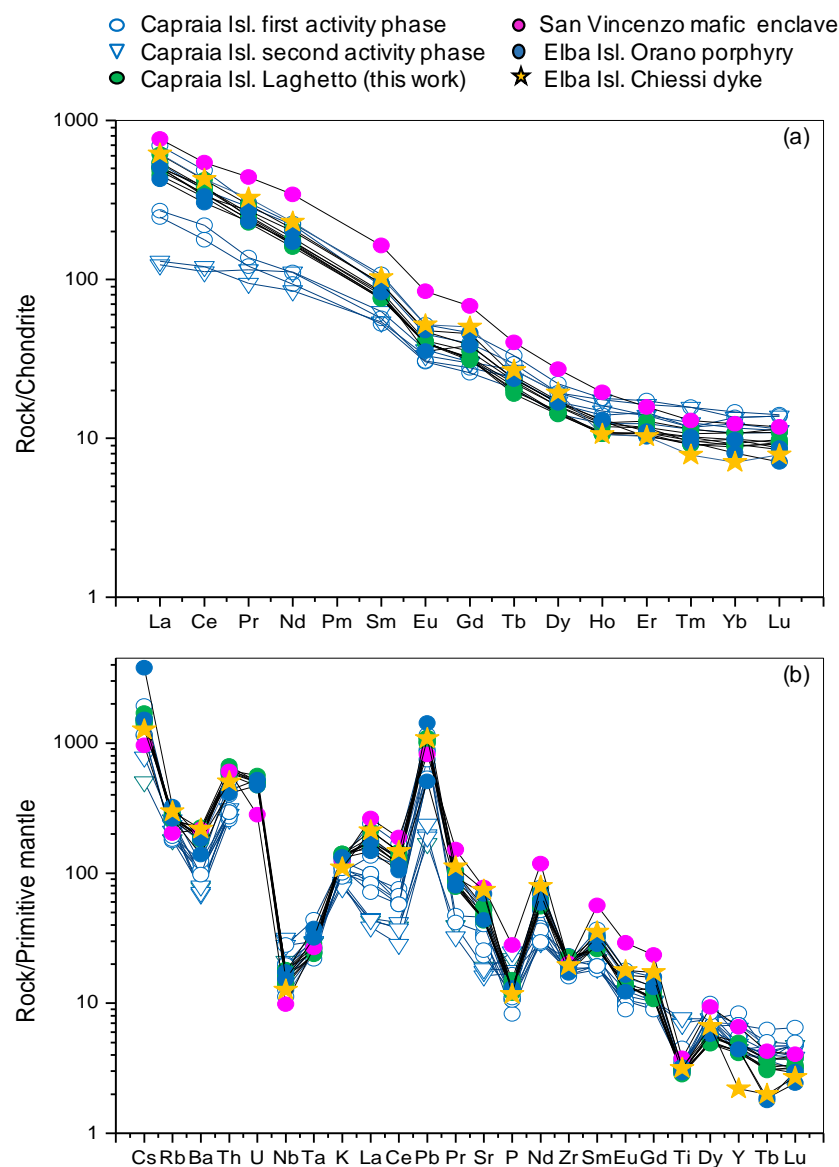 Capraia Isl. first activity phase
Capraia Isl. second activity phase
Capraia Isl. Laghetto (this work)
San Vincenzo mafic enclave
Elba Isl. Orano porphyry
Elba Isl. Chiessi dyke
(a)
Rock/Chondrite
1000
100
10
1
La Ce Pr Nd Pm Sm Eu Gd Tb Dy Ho Er Tm Yb Lu
(b)
Rock/Primitive mantle
1000
100
10
1
Cs Rb Ba Th U Nb Ta K La Ce Pb Pr Sr P Nd Zr Sm Eu Gd Ti Dy Y Tb Lu